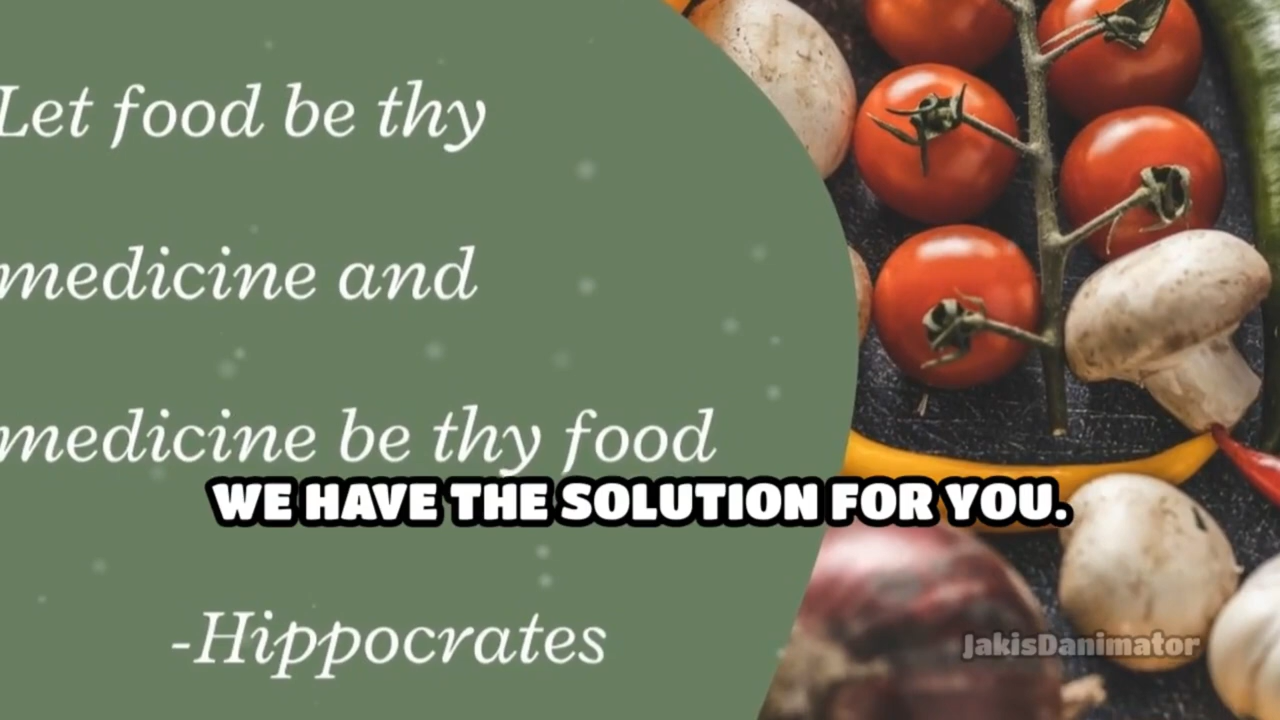 Let food be thy
medicine and
medicine be thy food
WE HAVE THE SOLUTION FOR YOU.
-Hippocrates
JakisDanimator